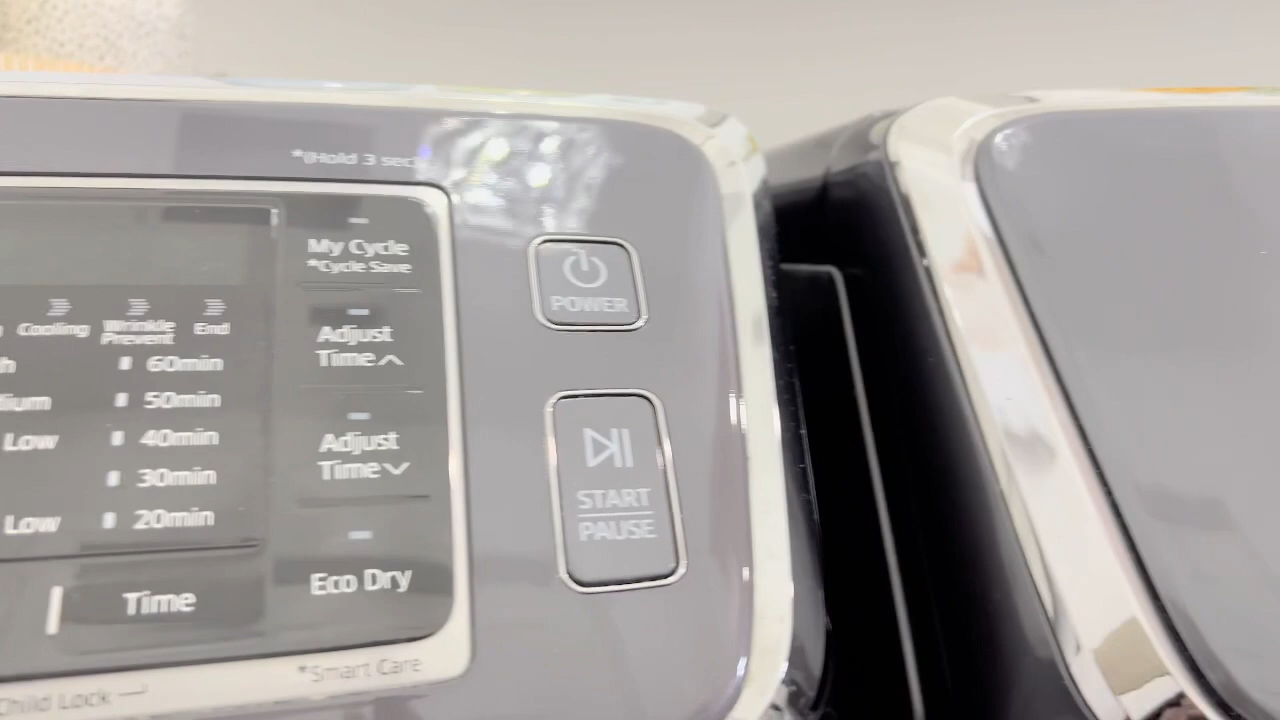 *(Hold 3 sec
My Cycle
*Cycle Save
Cooling
Wrinkle
Prevent
End
Adjust
Time
60min
50min
Low
40min
30min
Low
20min
Adjust
Time
Time
Eco Dry
*Smart Care
Child Lock
POWER
START
PAUSE